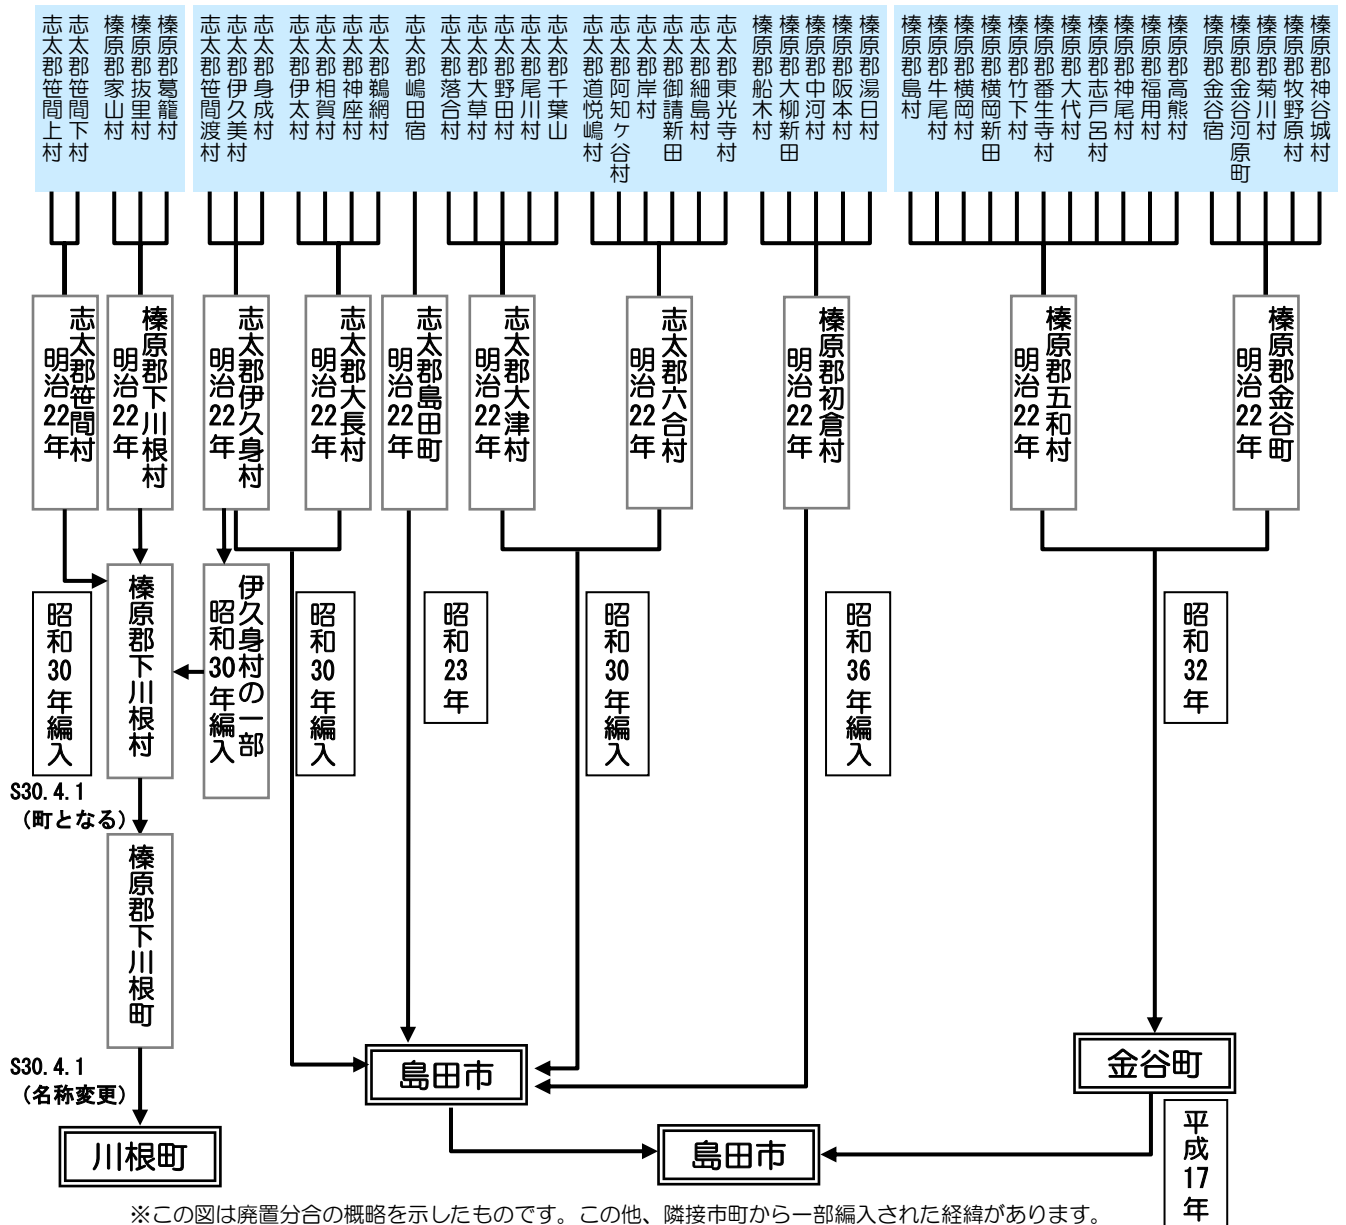 志太郡笹間上村
志太郡笹間下村
榛原郡家山村
榛原郡抜里村
榛原郡葛籠村
志太郡笹間渡村
志太郡伊久美村
志太郡身成村
志太郡伊太村
志太郡相賀村
志太郡神座村
志太郡鵜網村
志太郡嶋田宿
志太郡落合村
志太郡大草村
志太郡野田村
志太郡尾川村
志太郡千葉山
志太郡道悦嶋村
志太郡阿知ヶ谷村
志太郡岸村
志太郡御請新田
志太郡細島村
志太郡東光寺村
榛原郡船木村
榛原郡大柳新田
榛原郡中河村
榛原郡阪本村
榛原郡湯日村
榛原郡島村
榛原郡牛尾村
榛原郡横岡村
榛原郡横岡新田
榛原郡竹下村
榛原郡番生寺村
榛原郡大代村
榛原郡志戸呂村
榛原郡神尾村
榛原郡福用村
榛原郡高熊村
榛原郡金谷宿
榛原郡金谷河原町
榛原郡菊川村
榛原郡牧野原村
榛原郡神谷城村
志太郡笹間村
明治22年
榛原郡下川根村
明治22年
志太郡伊久身村
明治22年
志太郡大長村
明治22年
志太郡島田町
明治22年
志太郡大津村
明治22年
志太郡六合村
明治22年
榛原郡初倉村
明治22年
榛原郡五和村
明治22年
榛原郡金谷町
明治22年
昭和30年編入
榛原郡下川根村
伊久身村の一部
昭和30年編入
昭和30年編入
昭和23年
昭和30年編入
昭和36年編入
昭和32年
S30.4.1
(町となる)
榛原郡下川根町
S30.4.1
(名称変更)
川根町
島田市
金谷町
島田市
平成17年
※この図は廃置分合の概略を示したものです。この他、隣接市町から一部編入された経緯があります。